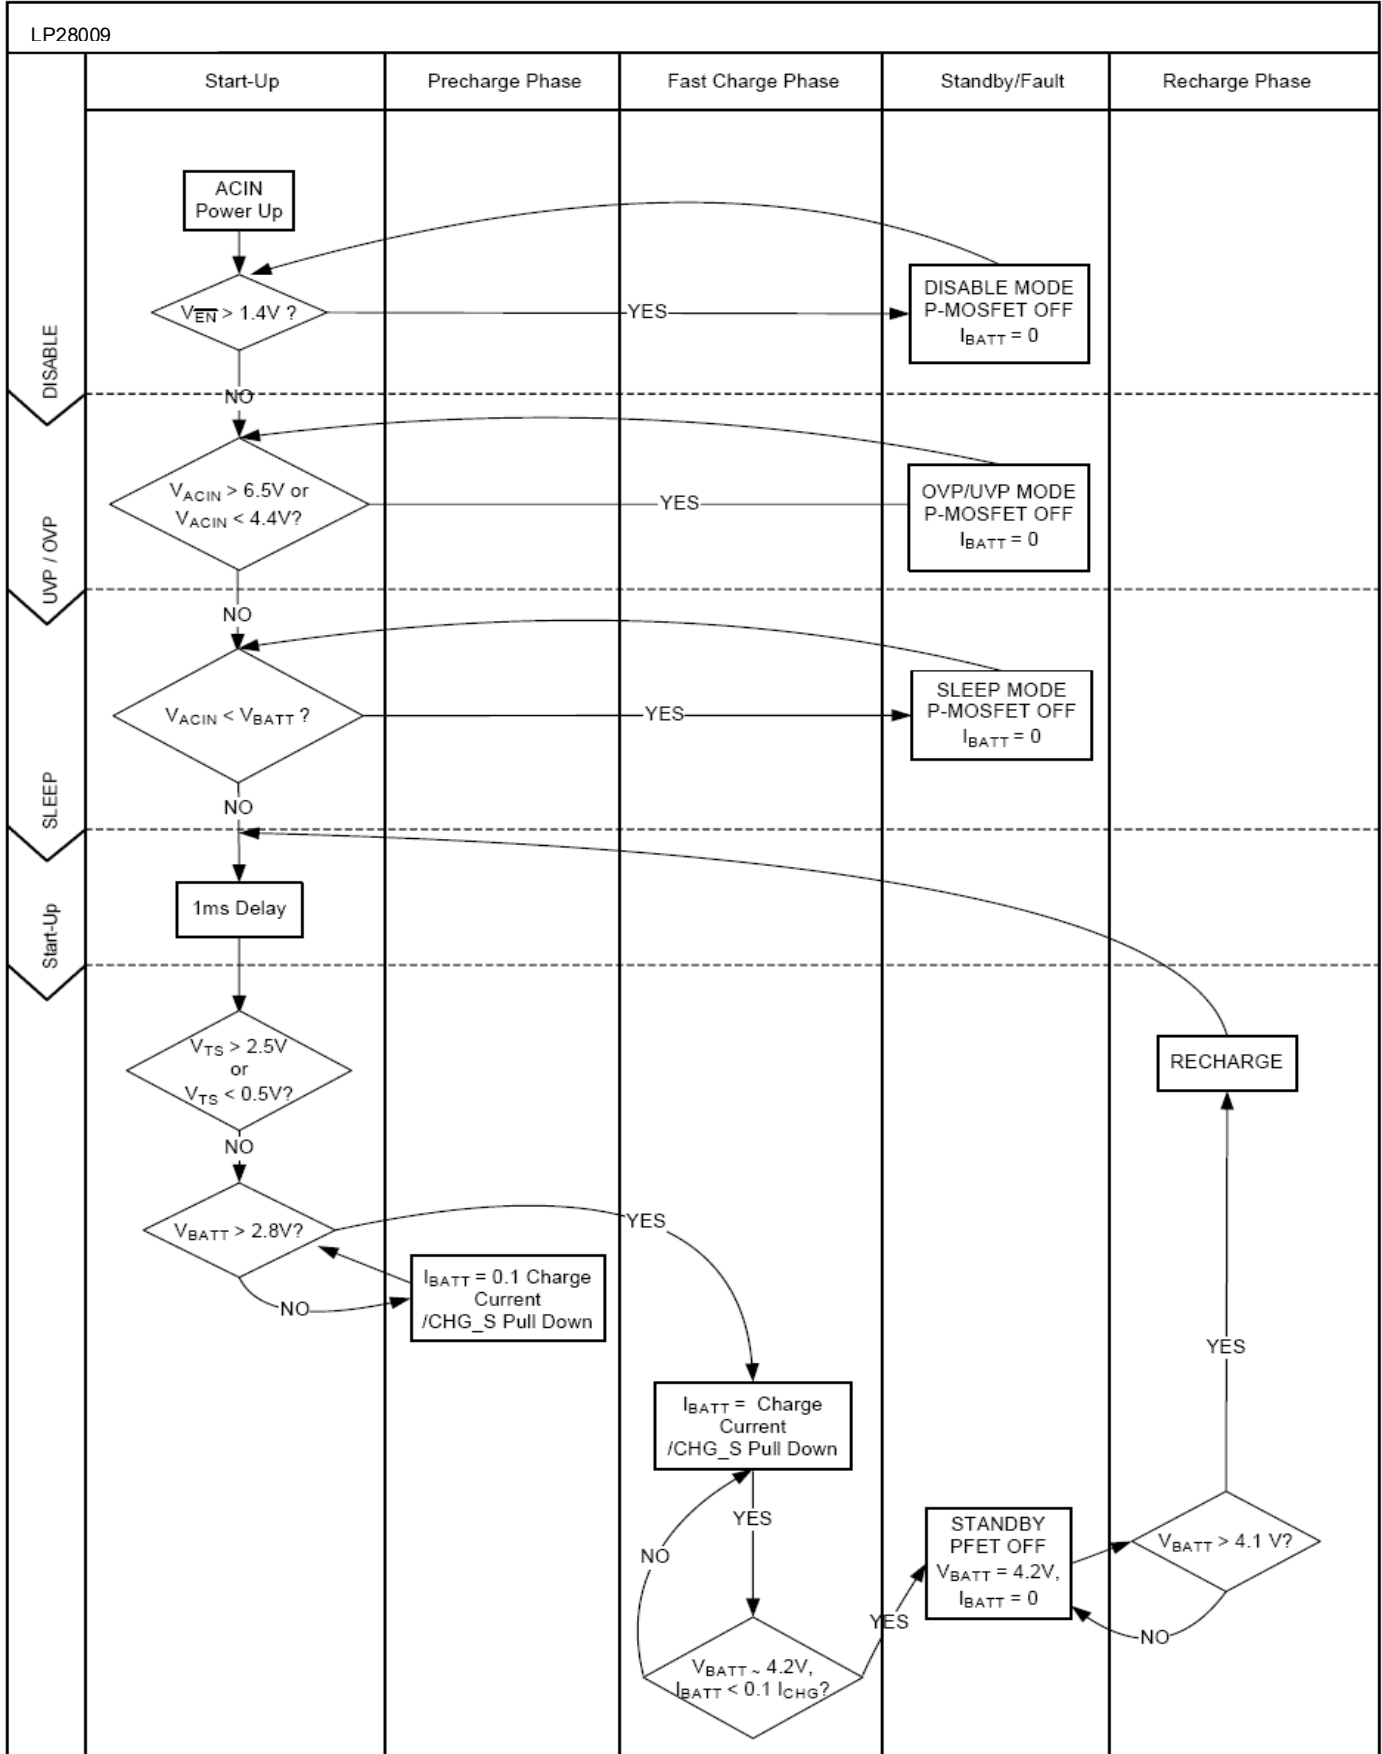 LP28009
Start-Up
Precharge Phase
Fast Charge Phase
Standby/Fault
Recharge Phase
ACIN
Power Up
DISABLE
VEN > 1.4V ?
YES
DISABLE MODE
P-MOSFET OFF
IBATT = 0
NO
UVP / OVP
VACIN > 6.5V or
VACIN < 4.4V?
YES
OVP/UVP MODE
P-MOSFET OFF
IBATT = 0
NO
SLEEP
VACIN < VBATT ?
YES
SLEEP MODE
P-MOSFET OFF
IBATT = 0
NO
Start-Up
1ms Delay
VTS > 2.5V
or
VTS < 0.5V?
NO
RECHARGE
VBATT > 2.8V?
YES
NO
IBATT = 0.1 Charge
Current
/CHG_S Pull Down
IBATT = Charge
Current
/CHG_S Pull Down
YES
NO
VBATT ~ 4.2V,
IBATT < 0.1 ICHG?
YES
STANDBY
PFET OFF
VBATT = 4.2V,
IBATT = 0
VBATT > 4.1 V?
YES
NO